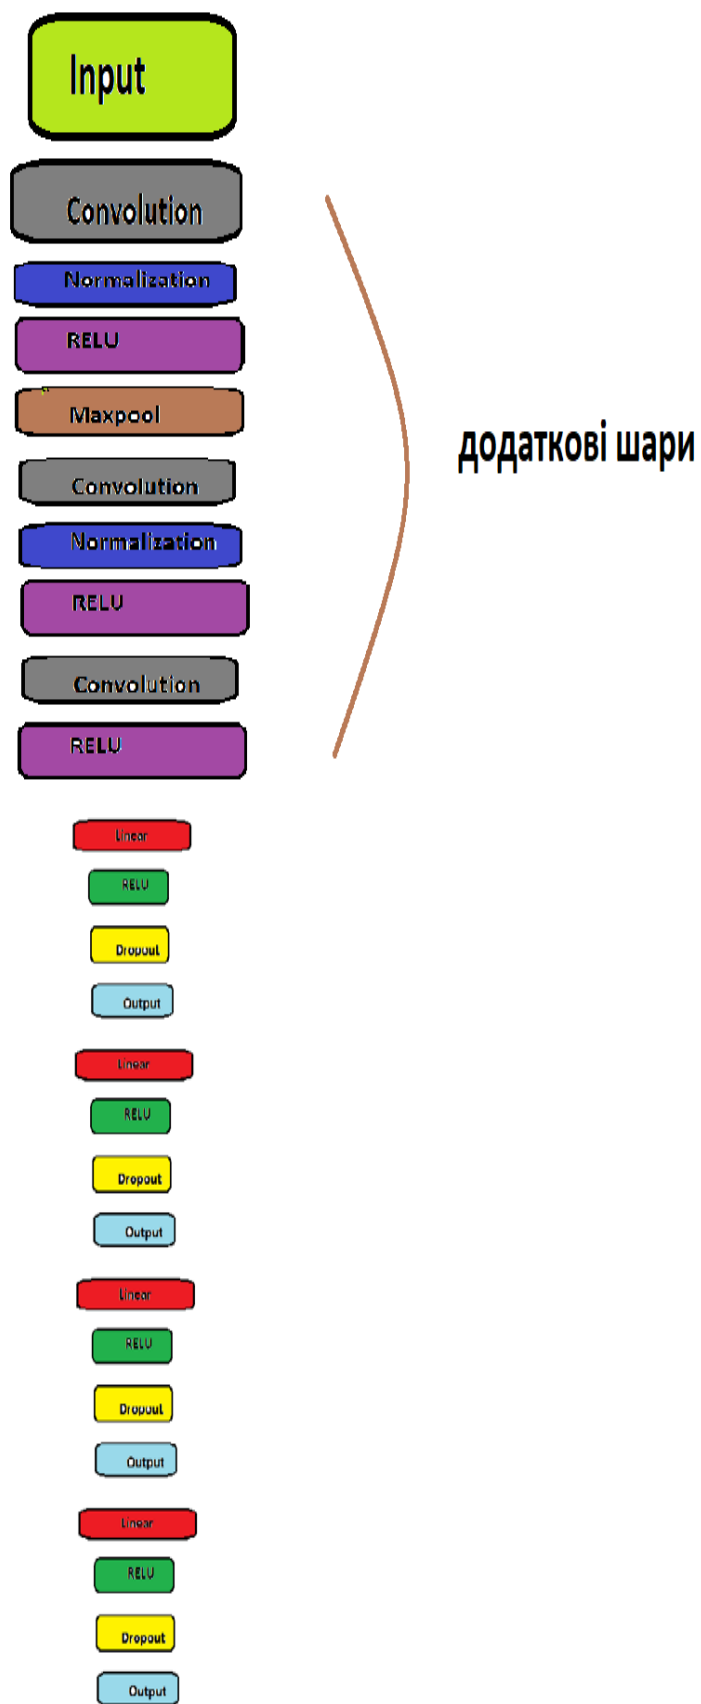 Input
Convolution
Normalization
RELU
Maxpool
додаткові шари
Convolution
Normalization
RELU
Convolution
RELU
Linear
RELU
Dropout
Output
Linear
RELU
Dropout
Output
Linear
RELU
Dropout
Output
Linear
RELU
Dropout
Output